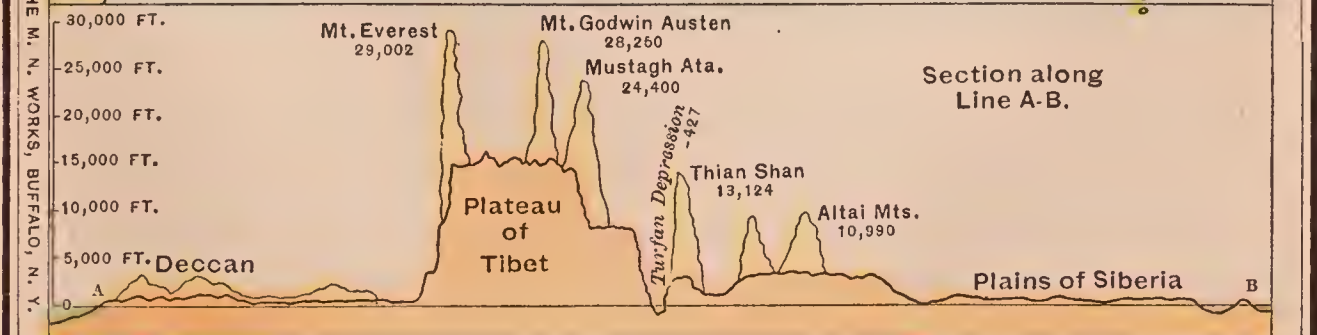 HE M. N. WORKS, BUFFALO, N. Y.
30,000 FT.
25,000 FT.
20,000 FT.
15,000 FT.
10,000 FT.
5,000 FT.
0
A
Deccan
Mt. Everest
29,002
Plateau
of
Tibet
Mt. Godwin Austen
28,250
Mustagh Ata.
24,400
Turfan Depression
-427
Thian Shan
13,124
Altai Mts.
10,990
Section along
Line A-B.
Plains of Siberia
B